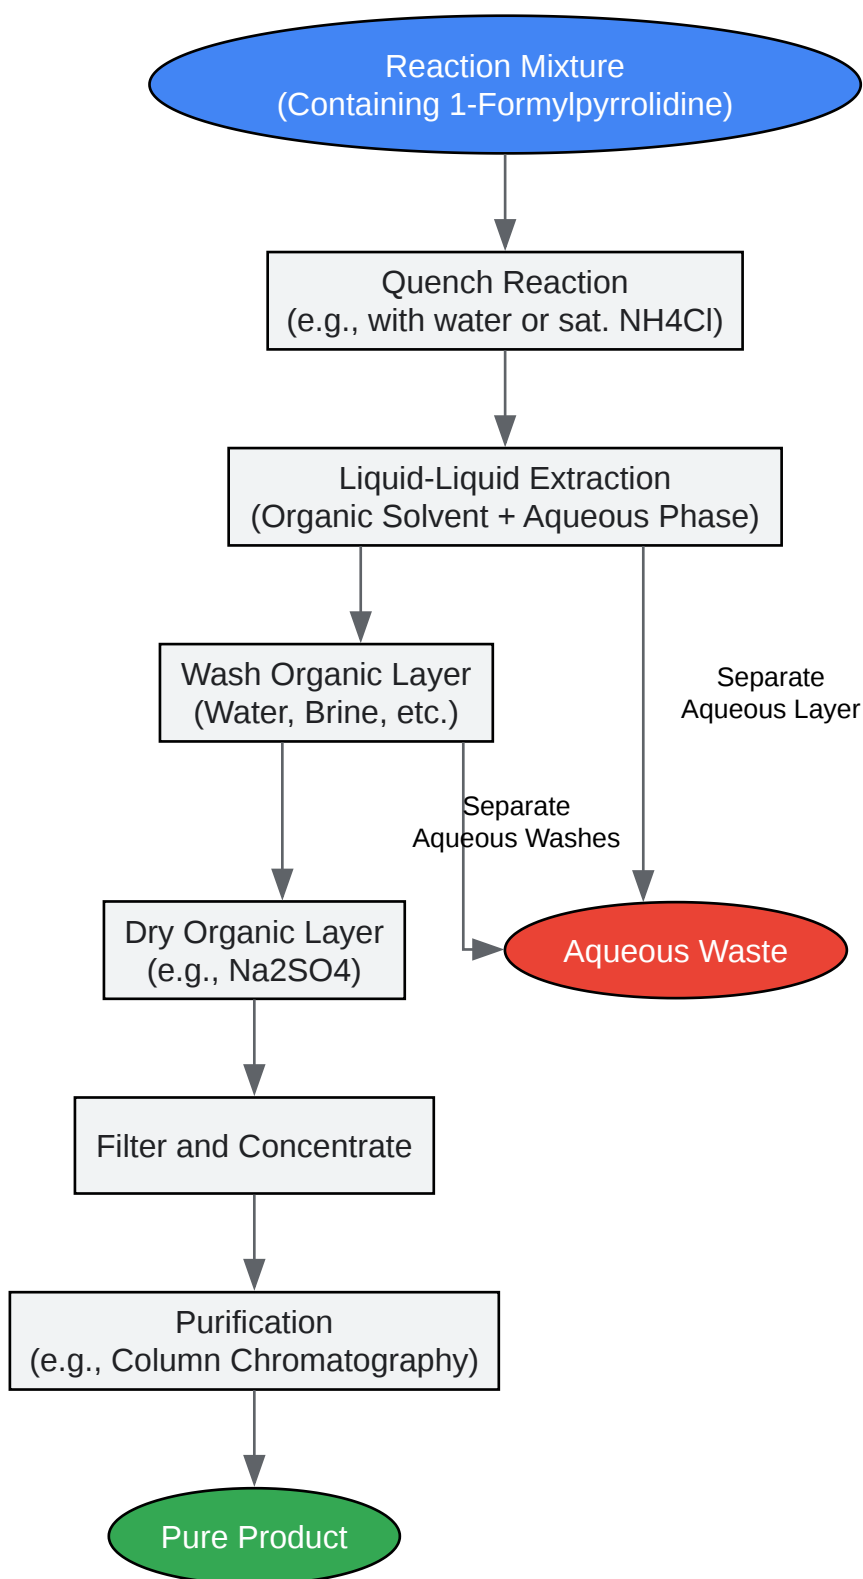 Reaction Mixture
(Containing 1-Formylpyrrolidine)
Quench Reaction
(e.g., with water or sat. NH4Cl)
Liquid-Liquid Extraction
(Organic Solvent + Aqueous Phase)
Wash Organic Layer
(Water, Brine, etc.)
Separate
Aqueous Layer
Separate
Aqueous Washes
Dry Organic Layer
(e.g., Na2SO4)
Aqueous Waste
Filter and Concentrate
Purification
(e.g., Column Chromatography)
Pure Product